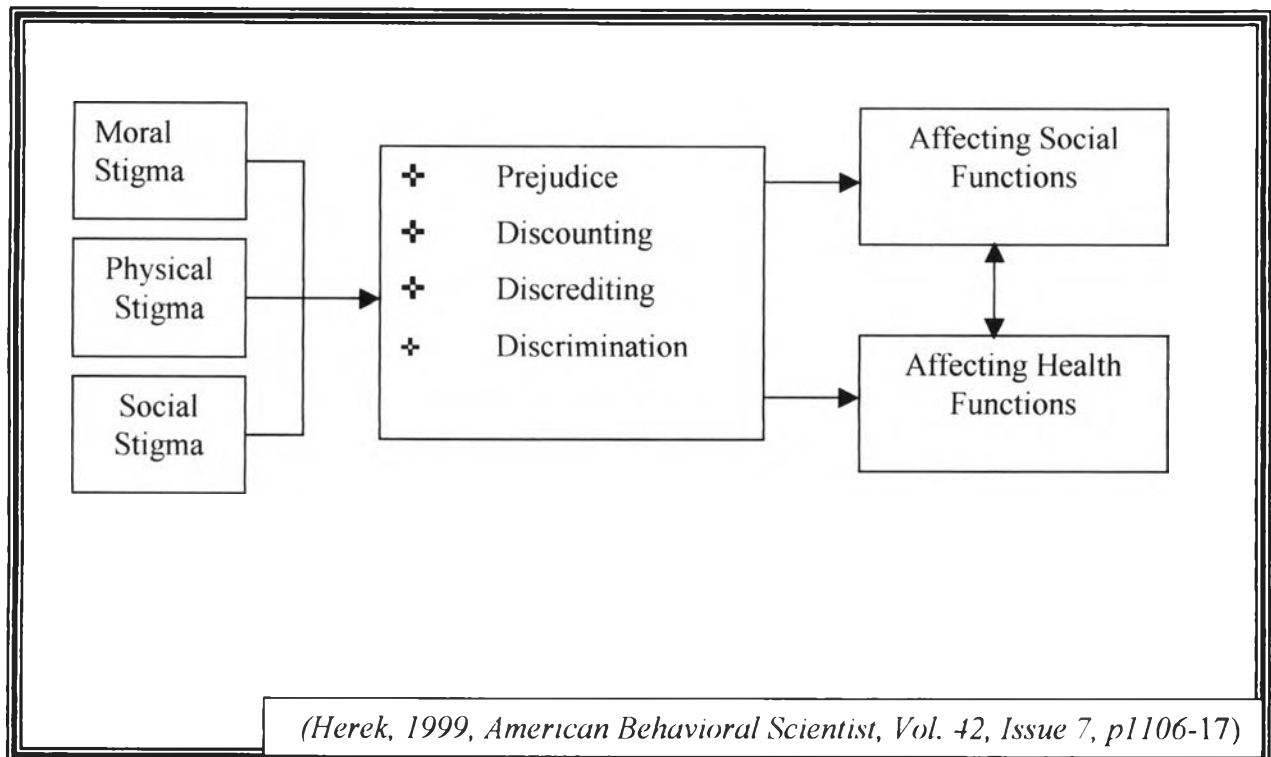 Moral
Stigma
Physical
Stigma
Social
Stigma
✣ Prejudice
✣ Discounting
✣ Discrediting
✣ Discrimination
Affecting Social
Functions
Affecting Health
Functions
(Herek, 1999, American Behavioral Scientist, Vol. 42, Issue 7, p1106-17)